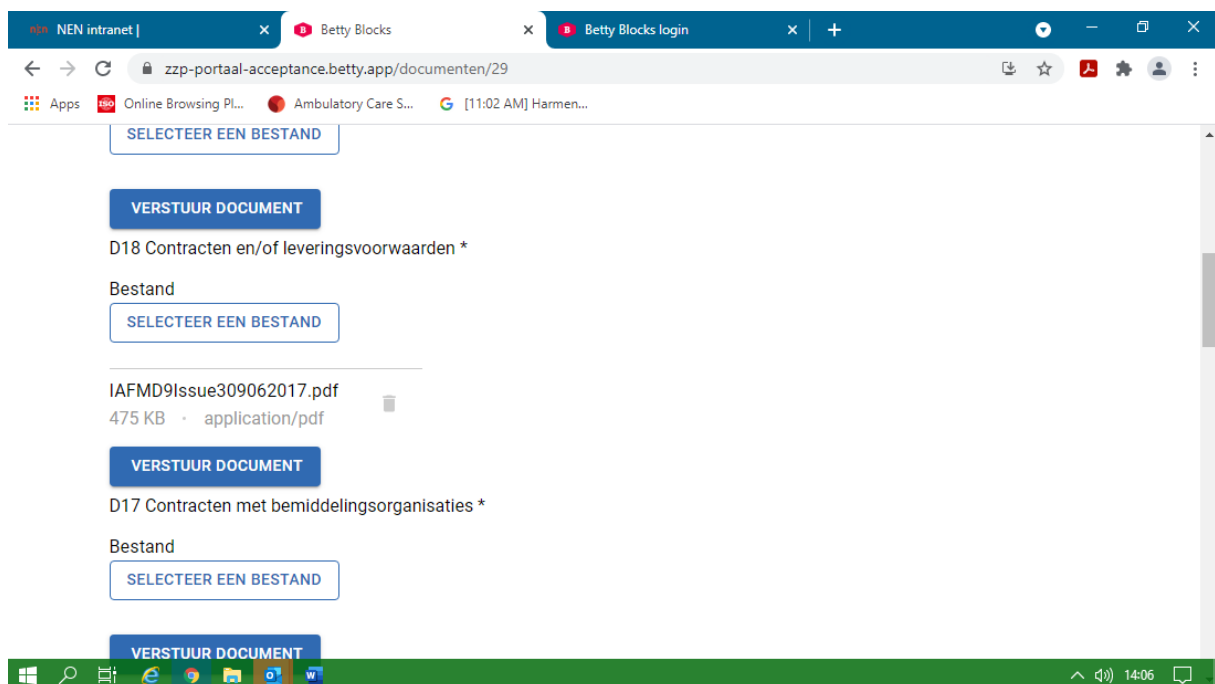 nen NEN intranet |
B Betty Blocks
B Betty Blocks login
zzp-portaal-acceptance.betty.app/documenten/29
Apps
ISO Online Browsing Pl...
Ambulatory Care S...
G [11:02 AM] Harmen...
SELECTEER EEN BESTAND
VERSTUUR DOCUMENT
D18 Contracten en/of leveringsvoorwaarden *
Bestand
SELECTEER EEN BESTAND
IAFMD9Issue309062017.pdf
475 KB · application/pdf
VERSTUUR DOCUMENT
D17 Contracten met bemiddelingsorganisaties *
Bestand
SELECTEER EEN BESTAND
VERSTUUR DOCUMENT
14:06